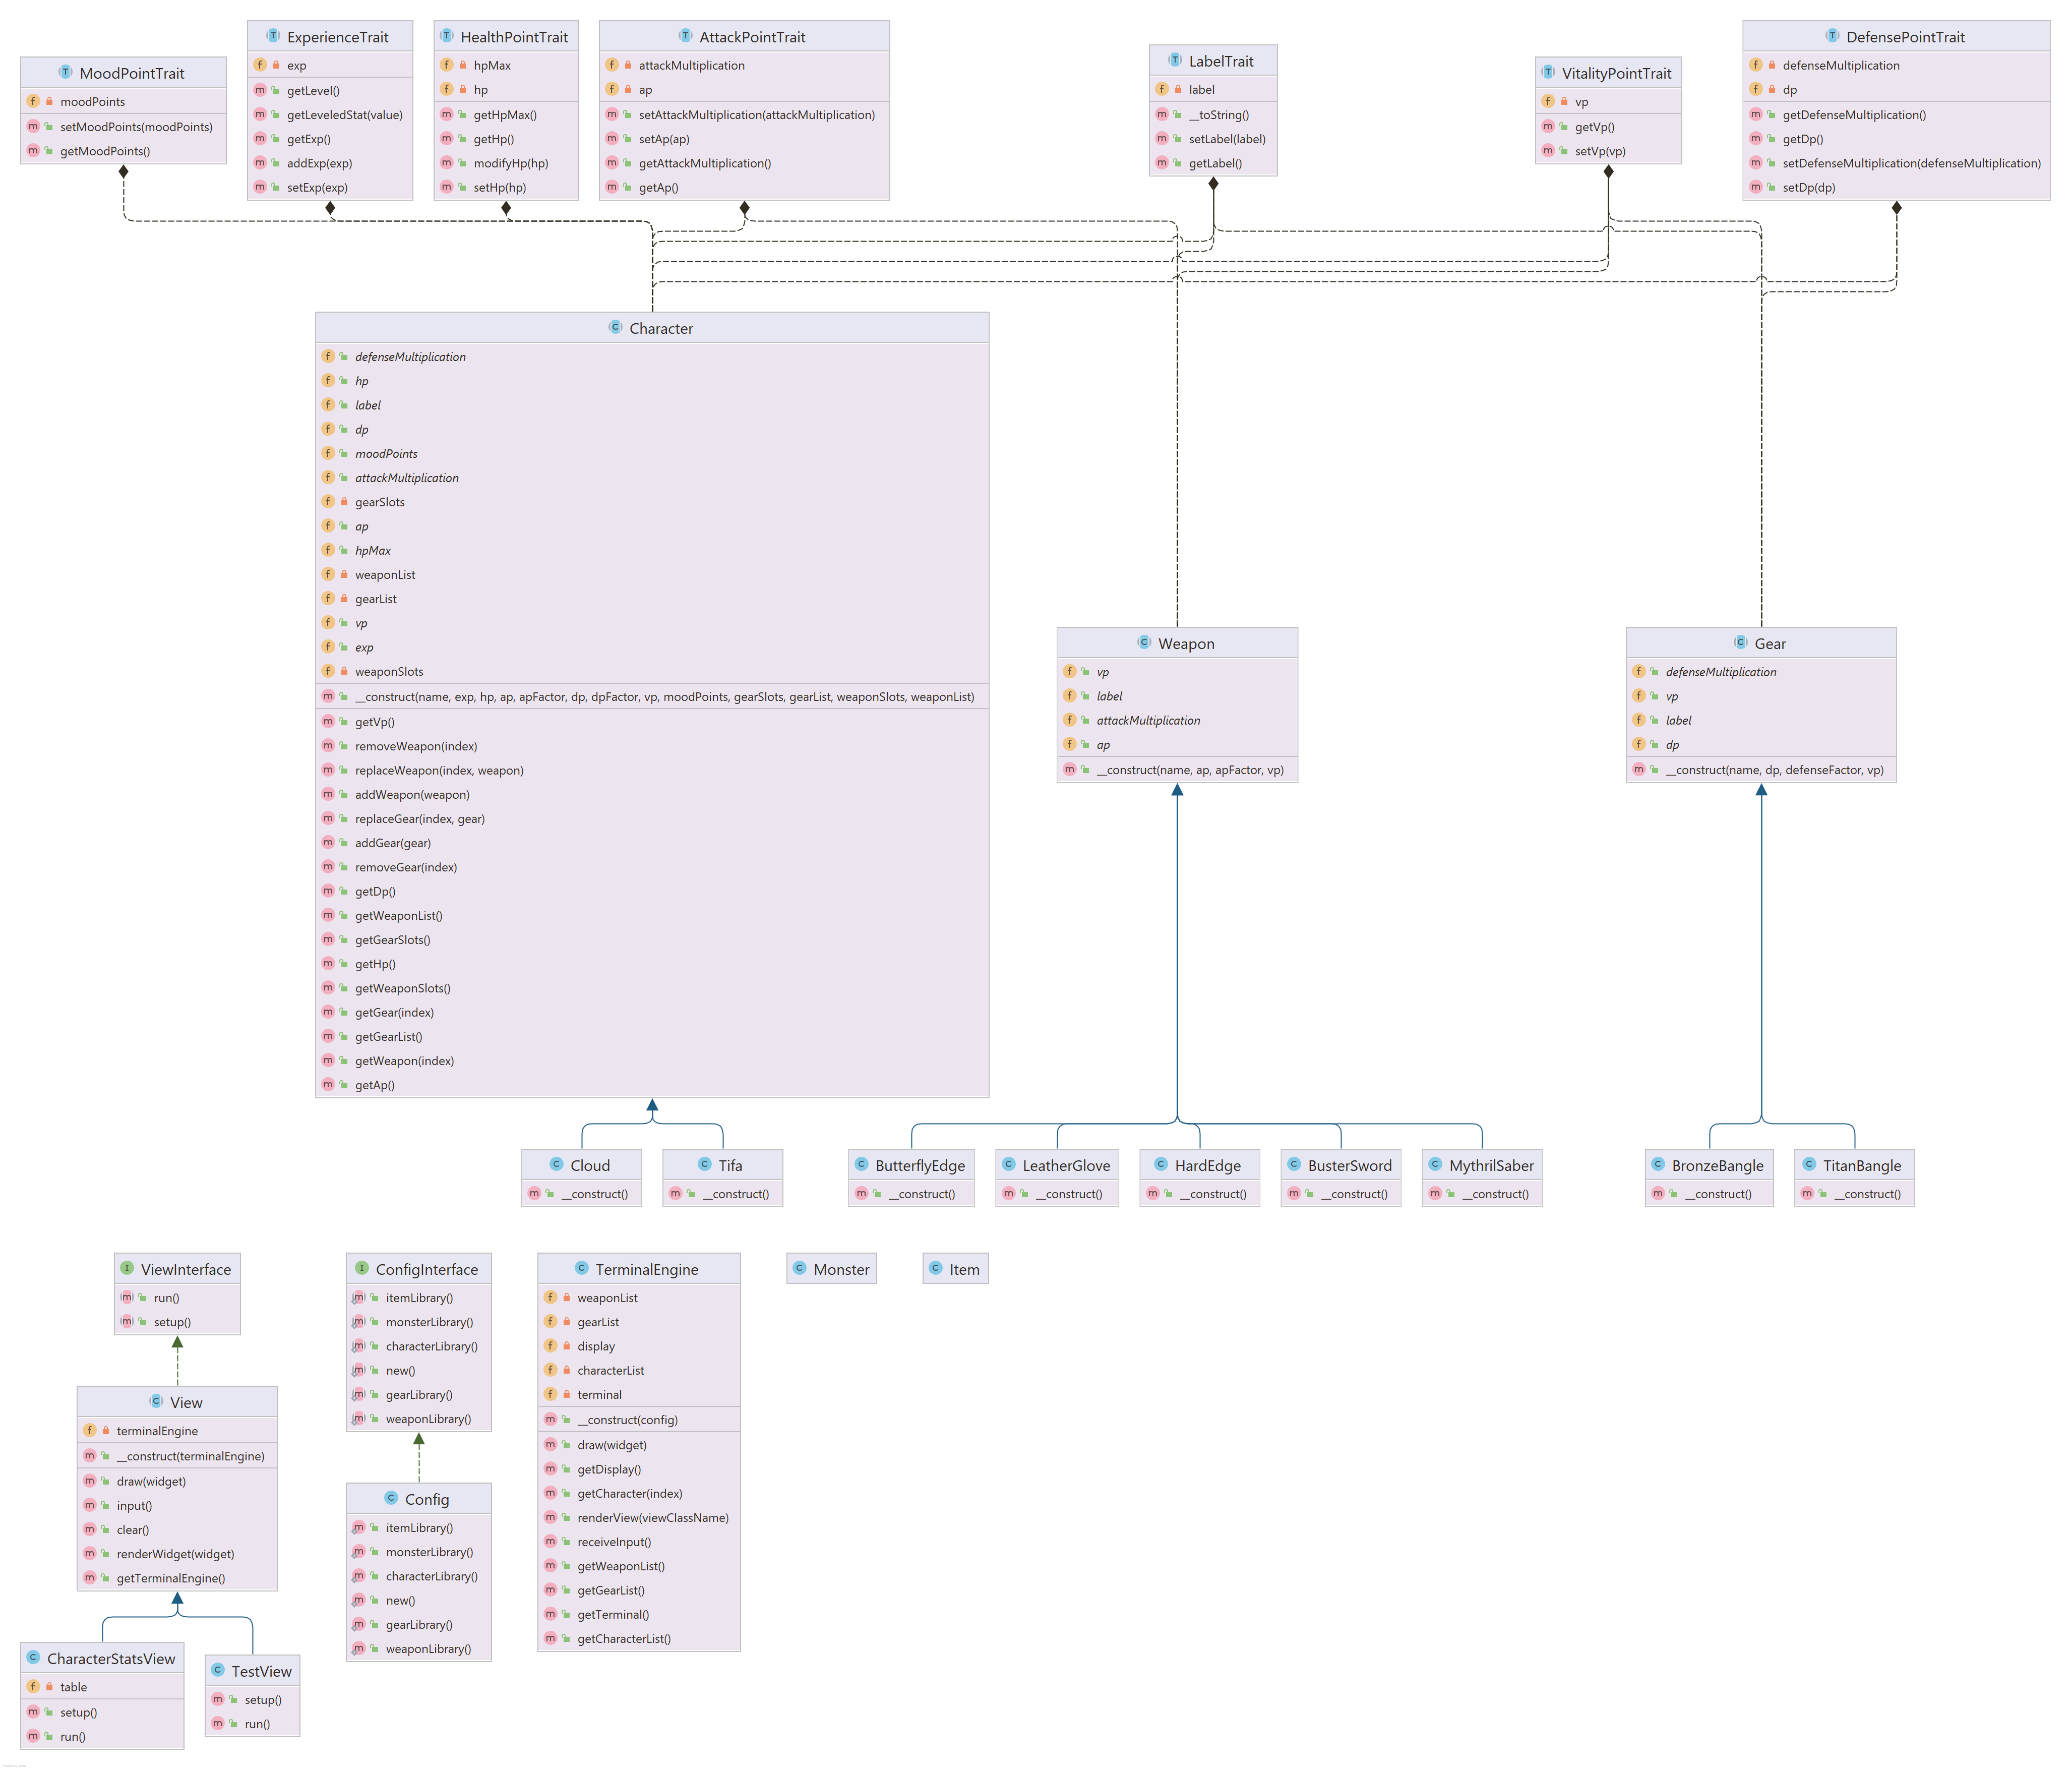 MoodPointTrait
moodPoints
setMoodPoints(moodPoints)
getMoodPoints()
ExperienceTrait
exp
getLevel()
getLeveledStat(value)
getExp()
addExp(exp)
setExp(exp)
HealthPointTrait
hpMax
hp
getHpMax()
getHp()
modifyHp(hp)
setHp(hp)
AttackPointTrait
attackMultiplication
ap
setAttackMultiplication(attackMultiplication)
setAp(ap)
getAttackMultiplication()
getAp()
LabelTrait
label
__toString()
setLabel(label)
getLabel()
VitalityPointTrait
vp
getVp()
setVp(vp)
DefensePointTrait
defenseMultiplication
dp
getDefenseMultiplication()
getDp()
setDefenseMultiplication(defenseMultiplication)
setDp(dp)
Character
defenseMultiplication
hp
label
dp
moodPoints
attackMultiplication
gearSlots
ap
hpMax
weaponList
gearList
vp
exp
weaponSlots
__construct(name, exp, hp, ap, apFactor, dp, dpFactor, vp, moodPoints, gearSlots, gearList, weaponSlots, weaponList)
getVp()
removeWeapon(index)
replaceWeapon(index, weapon)
addWeapon(weapon)
replaceGear(index, gear)
addGear(gear)
removeGear(index)
getDp()
getWeaponList()
getGearSlots()
getHp()
getWeaponSlots()
getGear(index)
getGearList()
getWeapon(index)
getAp()
Weapon
vp
label
attackMultiplication
ap
__construct(name, ap, apFactor, vp)
Gear
defenseMultiplication
vp
label
dp
__construct(name, dp, defenseFactor, vp)
Cloud
__construct()
Tifa
__construct()
ButterflyEdge
__construct()
LeatherGlove
__construct()
HardEdge
__construct()
BusterSword
__construct()
MythrilSaber
__construct()
BronzeBangle
__construct()
TitanBangle
__construct()
ViewInterface
run()
setup()
View
terminalEngine
__construct(terminalEngine)
draw(widget)
input()
clear()
renderWidget(widget)
getTerminalEngine()
CharacterStatsView
table
setup()
run()
TestView
setup()
run()
ConfigInterface
itemLibrary()
monsterLibrary()
characterLibrary()
new()
gearLibrary()
weaponLibrary()
Config
itemLibrary()
monsterLibrary()
characterLibrary()
new()
gearLibrary()
weaponLibrary()
TerminalEngine
weaponList
gearList
display
characterList
terminal
__construct(config)
draw(widget)
getDisplay()
getCharacter(index)
renderView(viewClassName)
receiveInput()
getWeaponList()
getGearList()
getTerminal()
getCharacterList()
Monster
Item